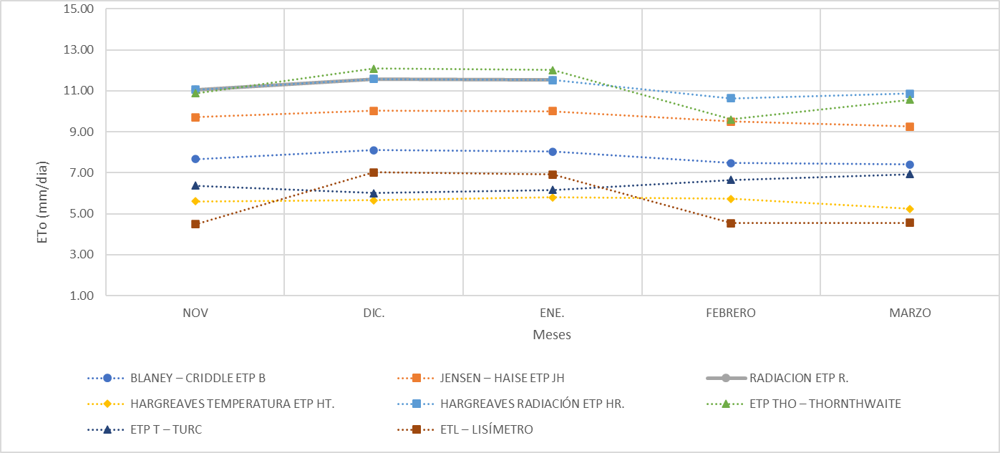 15.00
13.00
11.00
9.00
7.00
5.00
3.00
1.00
ETo (mm/dia)
NOV DIC. ENE. FEBRERO MARZO
Meses
BLANEY – CRIDDLE ETP B JENSEN – HAISE ETP JH RADIACION ETP R.
HARGREAVES TEMPERATURA ETP HT. HARGREAVES RADIACIÓN ETP HR. ETP THO – THORNTHWAITE
ETP T – TURC ETL – LISÍMETRO